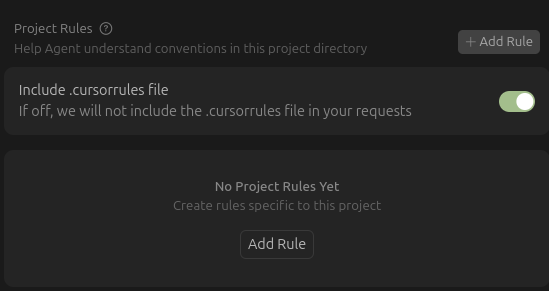 Project Rules
Help Agent understand conventions in this project directory
+ Add Rule
Include .cursorrules file
If off, we will not include the .cursorrules file in your requests
No Project Rules Yet
Create rules specific to this project
Add Rule